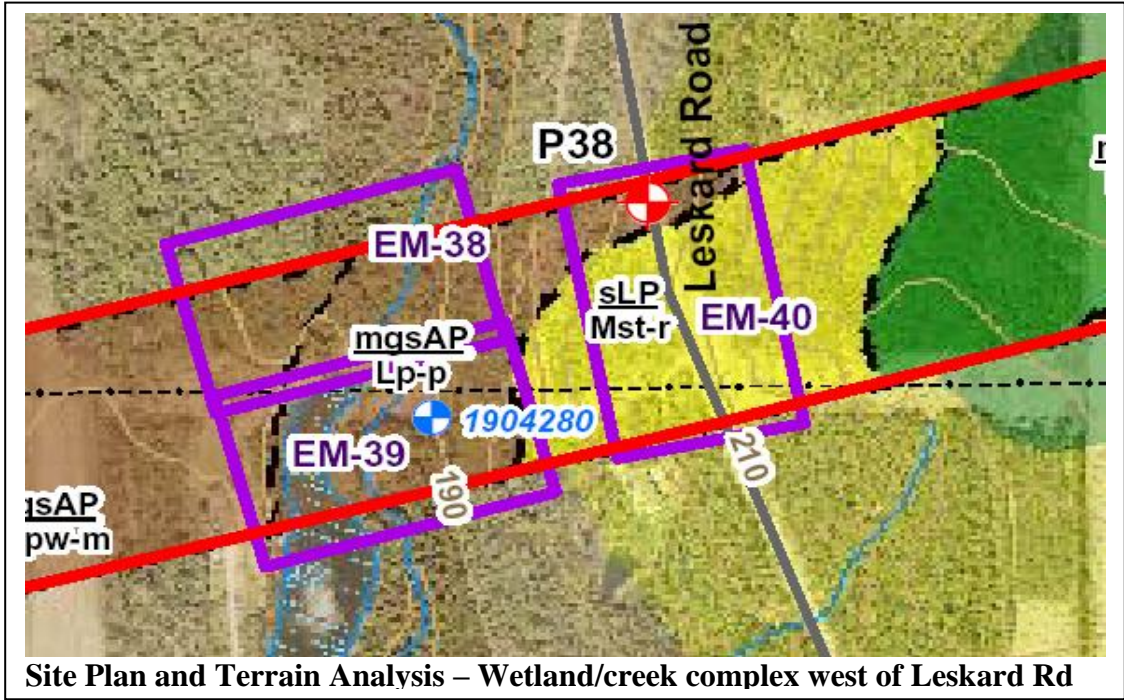 Leskard Road
P38
EM-38
sLP
Mst-r
EM-40
mgsAP
Lp-p
1904280
EM-39
190
210
pw-m
Site Plan and Terrain Analysis – Wetland/creek complex west of Leskard Rd